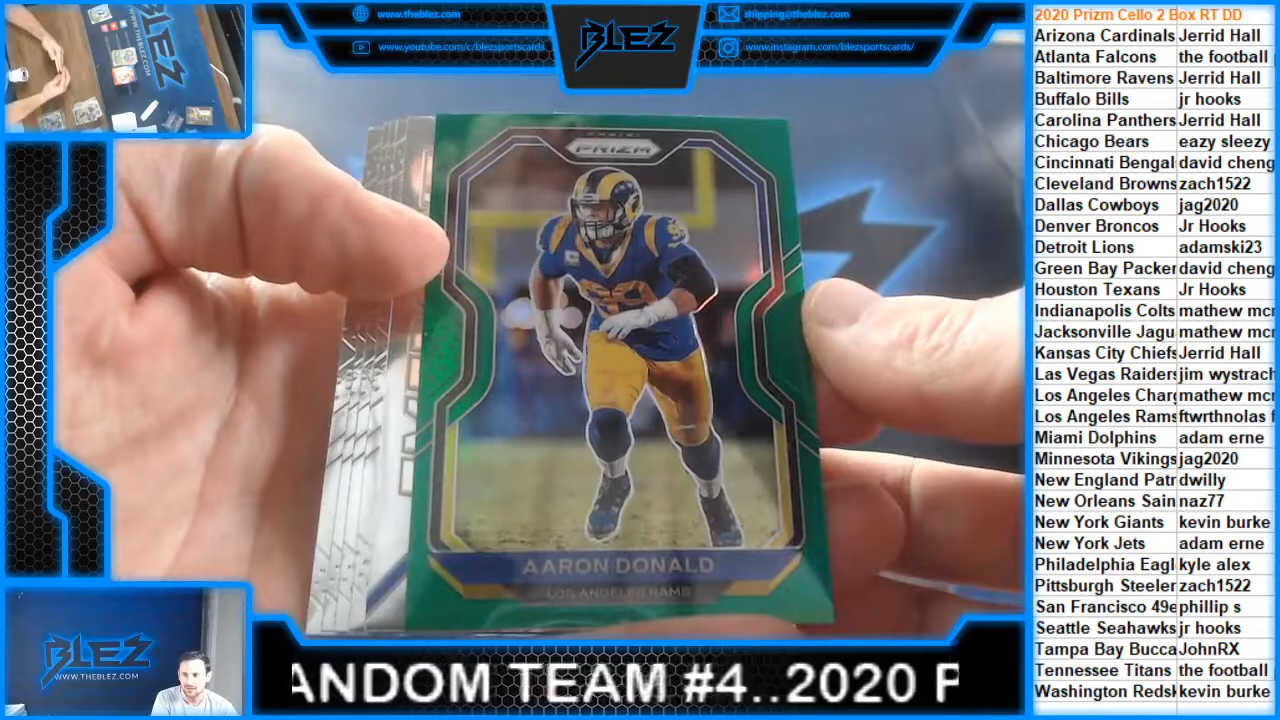 www.theblez.com
shipping@theblez.com
www.youtube.com/c/blezsportscards
www.instagram.com/blezsportscards/
BLEZ
BLEZ
PRIZM
99
AARON DONALD
LOS ANGELES RAMS
BLEZ
WWW.THEBLEZ.COM
ANDOM TEAM #4..2020 P
2020 Prizm Cello 2 Box RT DD
Arizona Cardinals Jerrid Hall
Atlanta Falcons the football
Baltimore Ravens Jerrid Hall
Buffalo Bills jr hooks
Carolina Panthers Jerrid Hall
Chicago Bears eazy sleezy
Cincinnati Bengal david cheng
Cleveland Browns zach1522
Dallas Cowboys jag2020
Denver Broncos Jr Hooks
Detroit Lions adamski23
Green Bay Packer david cheng
Houston Texans Jr Hooks
Indianapolis Colts mathew mcr
Jacksonville Jagu mathew mcr
Kansas City Chiefs Jerrid Hall
Las Vegas Raiders jim wystrach
Los Angeles Charg mathew mcr
Los Angeles Rams ftwrthnolas f
Miami Dolphins adam erne
Minnesota Vikings jag2020
New England Patr dwilly
New Orleans Sain naz77
New York Giants kevin burke
New York Jets adam erne
Philadelphia Eagl kyle alex
Pittsburgh Steeler zach1522
San Francisco 49e phillip s
Seattle Seahawks jr hooks
Tampa Bay Bucca JohnRX
Tennessee Titans the football
Washington Redsk kevin burke